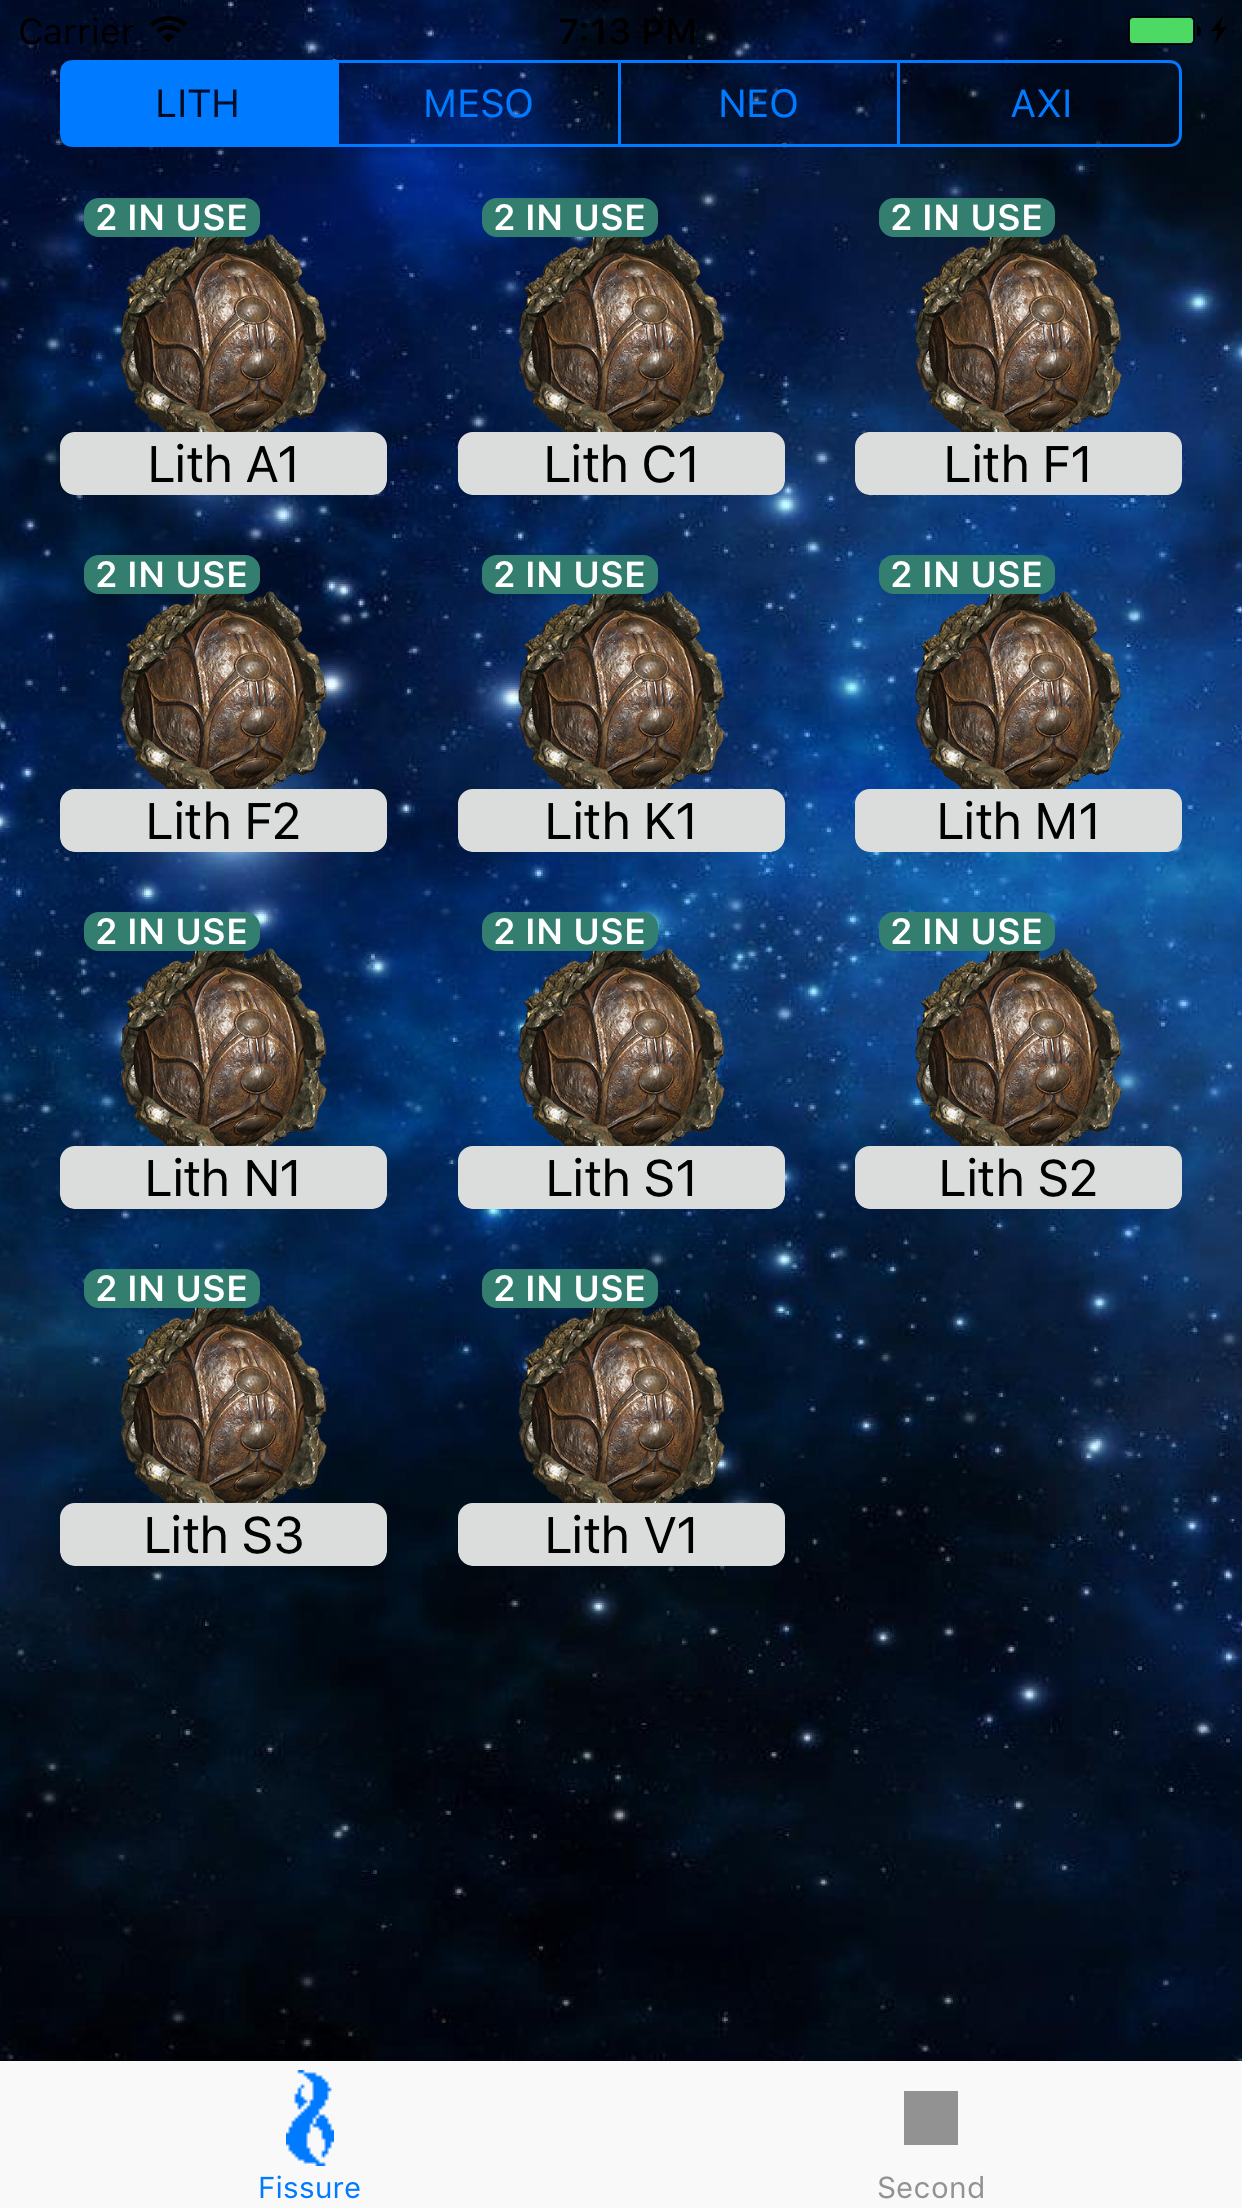 Carrier 7:13 PM
LITH MESO NEO AXI
2 IN USE 2 IN USE 2 IN USE
Lith A1 Lith C1 Lith F1
2 IN USE 2 IN USE 2 IN USE
Lith F2 Lith K1 Lith M1
2 IN USE 2 IN USE 2 IN USE
Lith N1 Lith S1 Lith S2
2 IN USE 2 IN USE
Lith S3 Lith V1
Fissure Second